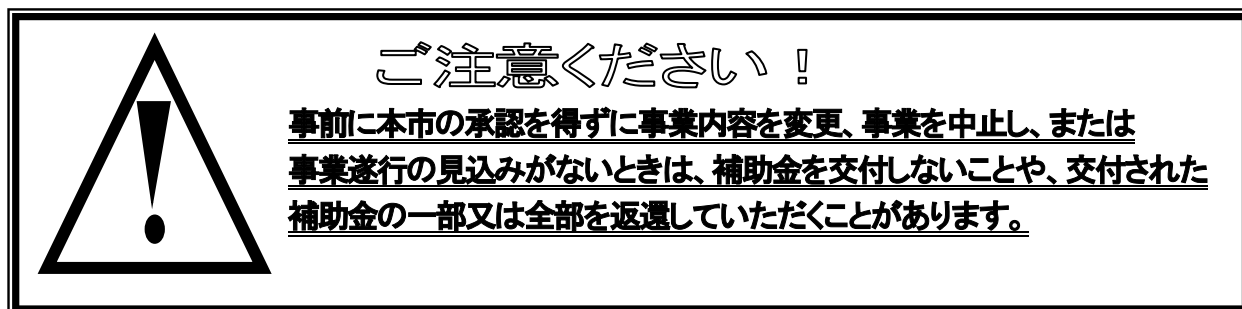 ご注意ください！
事前に本市の承認を得ずに事業内容を変更、事業を中止し、または
事業遂行の見込みがないときは、補助金を交付しないことや、交付された
補助金の一部又は全部を返還していただくことがあります。